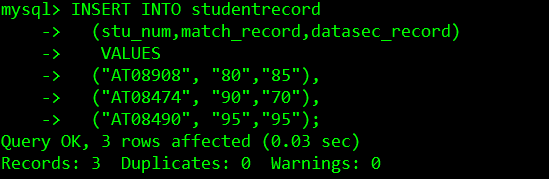 mysql> INSERT INTO studentrecord
-> (stu_num,match_record,datasec_record)
-> VALUES
-> ("AT08908", "80","85"),
-> ("AT08474", "90","70"),
-> ("AT08490", "95","95");
Query OK, 3 rows affected (0.03 sec)
Records: 3 Duplicates: 0 Warnings: 0